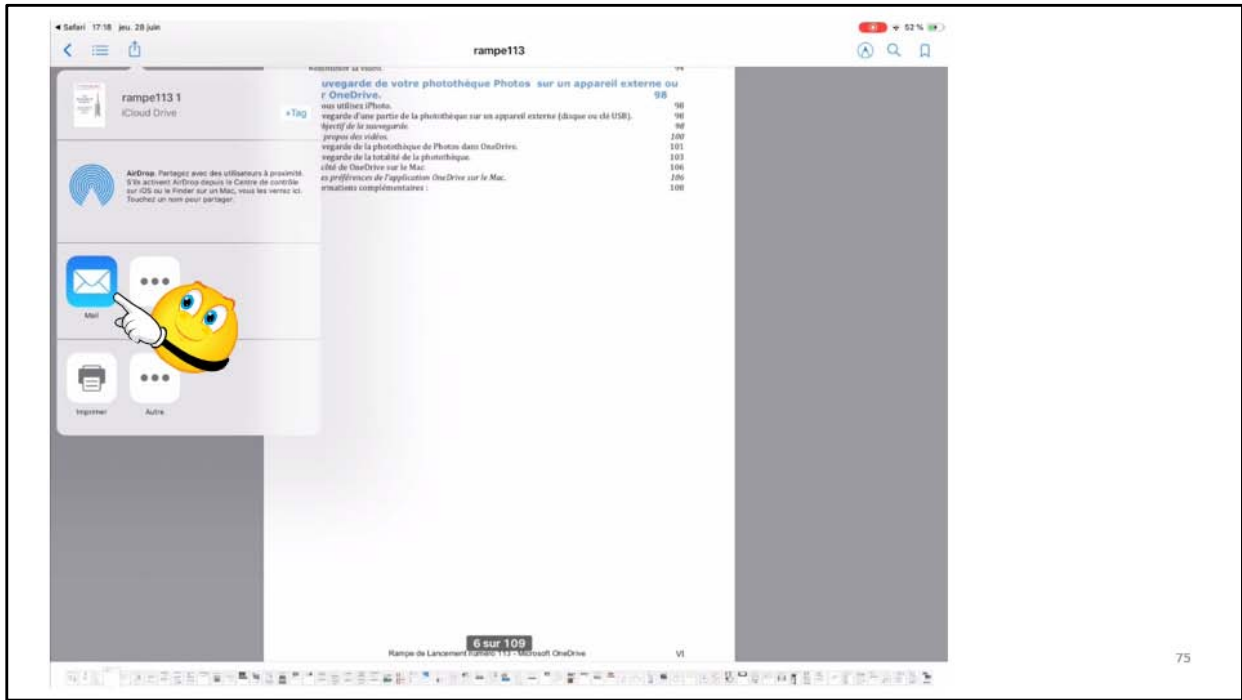 Safari 17:18 jeu. 28 juin
52 %
rampe113
rampe113 1
iCloud Drive
+Tag
AirDrop. Partagez avec des utilisateurs à proximité.
S'ils activent AirDrop depuis le Centre de contrôle
sur iOS ou le Finder sur un Mac, vous les verrez ici.
Touchez un nom pour partager.
Mail
Imprimer
Autre
94
uvegarde de votre photothèque Photos sur un appareil externe ou
r OneDrive. 98
ous utilisez iPhoto. 98
vegarde d'une partie de la photothèque sur un appareil externe (disque ou clé USB). 98
bjectif de la sauvegarde. 98
propos des vidéos. 100
vegarde de la photothèque de Photos dans OneDrive. 101
vegarde de la totalité de la photothèque. 103
côté de OneDrive sur le Mac 106
es préférences de l'application OneDrive sur le Mac. 106
ormations complémentaires : 108
6 sur 109
Rampe de Lancement numéro 113 - Microsoft OneDrive VI
75